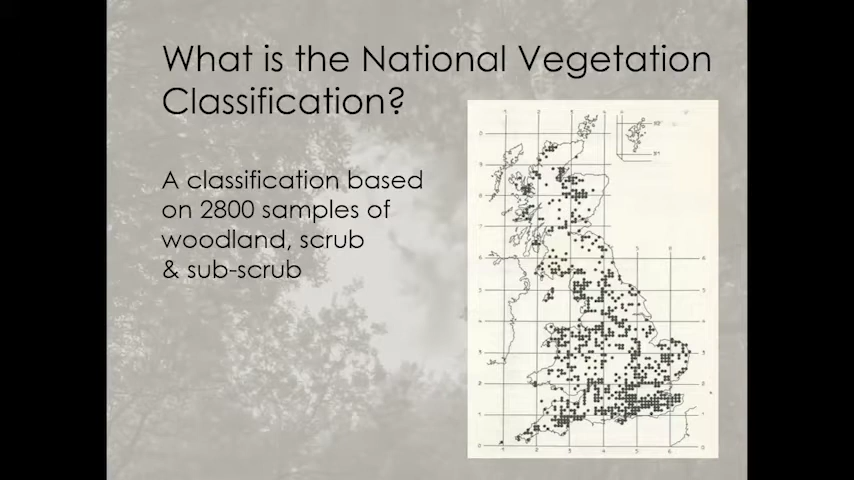 What is the National Vegetation
Classification?
A classification based
on 2800 samples of
woodland, scrub
& sub-scrub